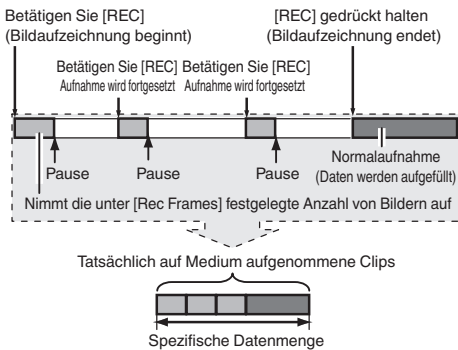 Betätigen Sie [REC]
(Bildaufzeichnung beginnt)
[REC] gedrückt halten
(Bildaufzeichnung endet)
Betätigen Sie [REC]
Aufnahme wird fortgesetzt
Betätigen Sie [REC]
Aufnahme wird fortgesetzt
Pause
Pause
Pause
Normalaufnahme
(Daten werden aufgefüllt)
Nimmt die unter [Rec Frames] festgelegte Anzahl von Bildern auf
Tatsächlich auf Medium aufgenommene Clips
Spezifische Datenmenge